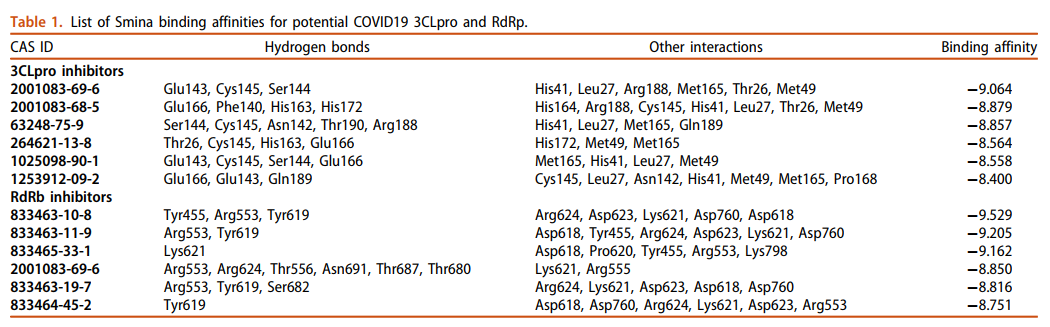 Table 1. List of Smina binding affinities for potential COVID19 3CLpro and RdRp.
CAS ID Hydrogen bonds Other interactions Binding affinity
3CLpro inhibitors
2001083-69-6 Glu143, Cys145, Ser144 His41, Leu27, Arg188, Met165, Thr26, Met49 −9.064
2001083-68-5 Glu166, Phe140, His163, His172 His164, Arg188, Cys145, His41, Leu27, Thr26, Met49 −8.879
63248-75-9 Ser144, Cys145, Asn142, Thr190, Arg188 His41, Leu27, Met165, Gln189 −8.857
264621-13-8 Thr26, Cys145, His163, Glu166 His172, Met49, Met165 −8.564
1025098-90-1 Glu143, Cys145, Ser144, Glu166 Met165, His41, Leu27, Met49 −8.558
1253912-09-2 Glu166, Glu143, Gln189 Cys145, Leu27, Asn142, His41, Met49, Met165, Pro168 −8.400
RdRb inhibitors
833463-10-8 Tyr455, Arg553, Tyr619 Arg624, Asp623, Lys621, Asp760, Asp618 −9.529
833463-11-9 Arg553, Tyr619 Asp618, Tyr455, Arg624, Asp623, Lys621, Asp760 −9.205
833465-33-1 Lys621 Asp618, Pro620, Tyr455, Arg553, Lys798 −9.162
2001083-69-6 Arg553, Arg624, Thr556, Asn691, Thr687, Thr680 Lys621, Arg555 −8.850
833463-19-7 Arg553, Tyr619, Ser682 Arg624, Lys621, Asp623, Asp618, Asp760 −8.816
833464-45-2 Tyr619 Asp618, Asp760, Arg624, Lys621, Asp623, Arg553 −8.751